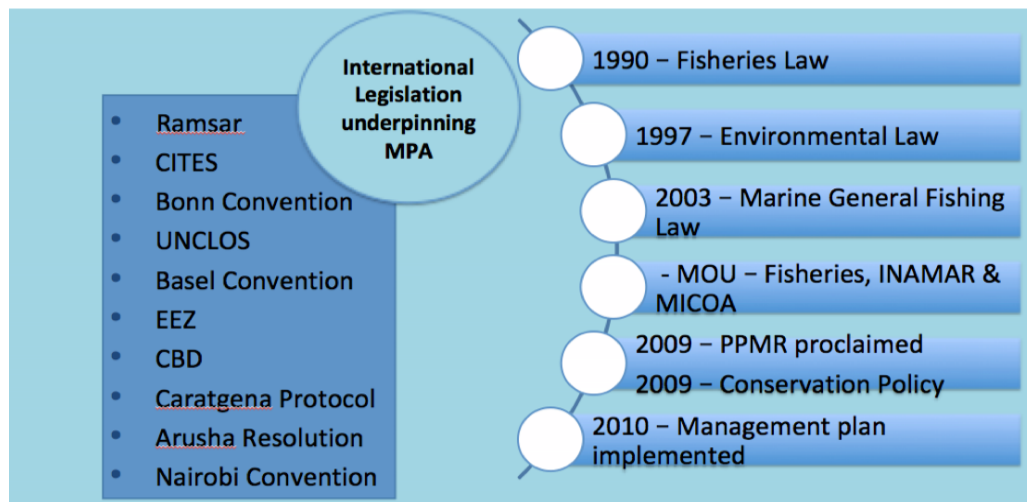 International
Legislation
underpinning
MPA
• Ramsar
• CITES
• Bonn Convention
• UNCLOS
• Basel Convention
• EEZ
• CBD
• Caratgena Protocol
• Arusha Resolution
• Nairobi Convention
1990 – Fisheries Law
1997 – Environmental Law
2003 – Marine General Fishing
Law
- MOU – Fisheries, INAMAR &
MICOA
2009 – PPMR proclaimed
2009 – Conservation Policy
2010 – Management plan
implemented